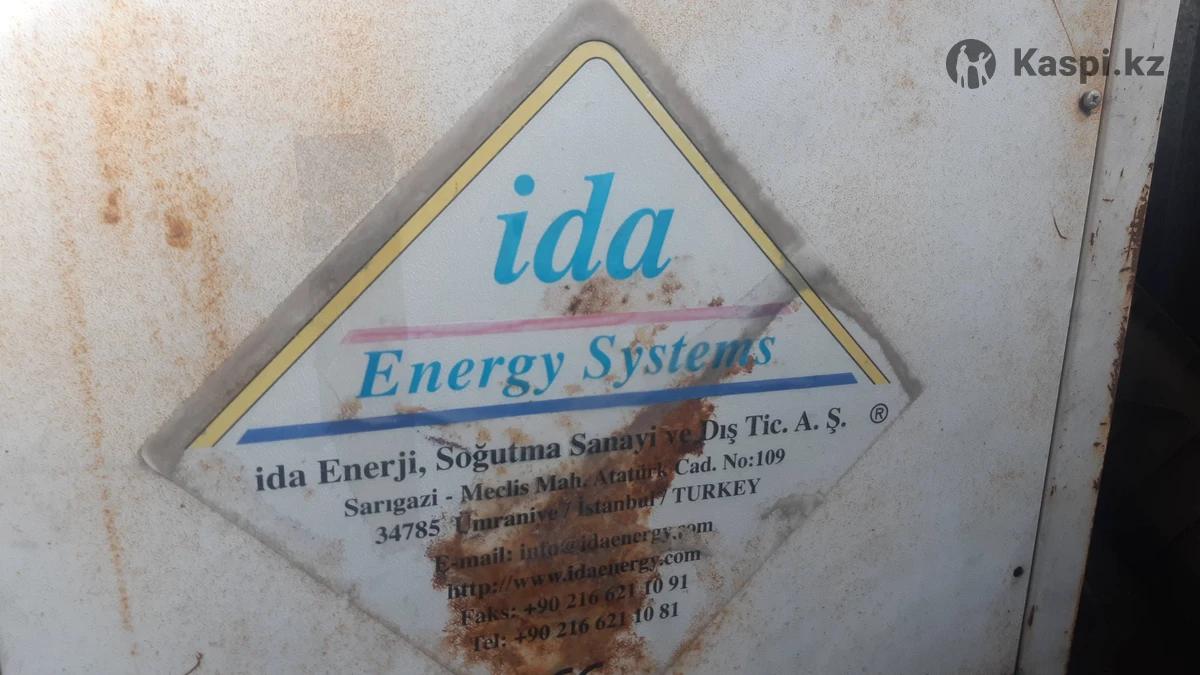 Kaspi.kz
ida
Energy Systems
®
ida Enerji, Soğutma Sanayi ve Dış Tic. A. Ş.
Sarıgazi - Meclis Mah. Atatürk Cad. No:109
34785 Ümraniye / İstanbul / TURKEY
E-mail: info@idaenergy.com
http://www.idaenergy.com
Faks: +90 216 621 10 91
Tel: +90 216 621 10 81